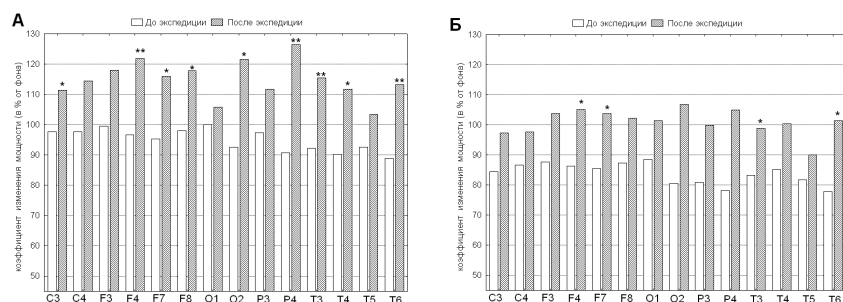 А
До экспедиции После экспедиции
коэффициент изменения мощности (в % от фона)
130
120
110
100
90
80
70
60
50
* ** * * * ** ** * **
C3 C4 F3 F4 F7 F8 O1 O2 P3 P4 T3 T4 T5 T6
Б
До экспедиции После экспедиции
коэффициент изменения мощности (в % от фона)
130
120
110
100
90
80
70
60
50
* * * *
C3 C4 F3 F4 F7 F8 O1 O2 P3 P4 T3 T4 T5 T6